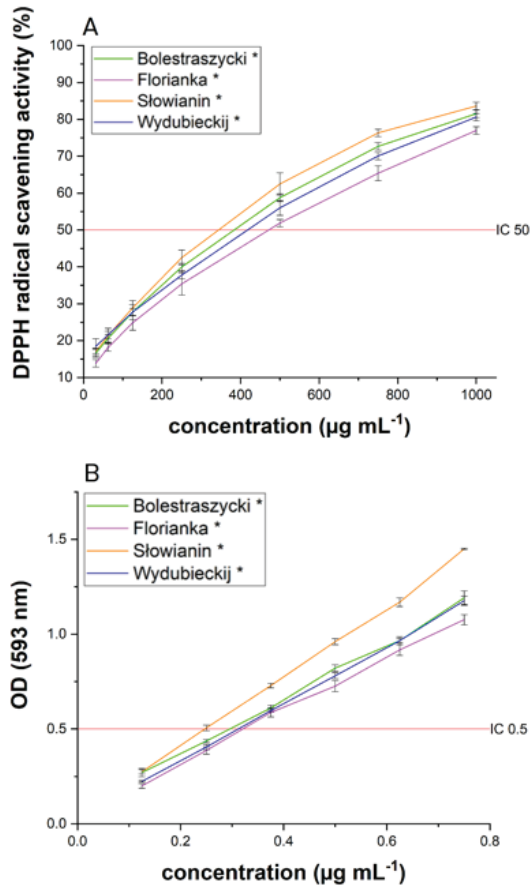 A
DPPH radical scavening activity (%)
100
90
80
70
60
50
40
30
20
10
Bolestraszycki *
Florianka *
Słowianin *
Wydubieckij *
IC 50
0 200 400 600 800 1000
concentration (µg mL⁻¹)
B
OD (593 nm)
1.5
1.0
0.5
0.0
Bolestraszycki *
Florianka *
Słowianin *
Wydubieckij *
IC 0.5
0.0 0.2 0.4 0.6 0.8
concentration (µg mL⁻¹)